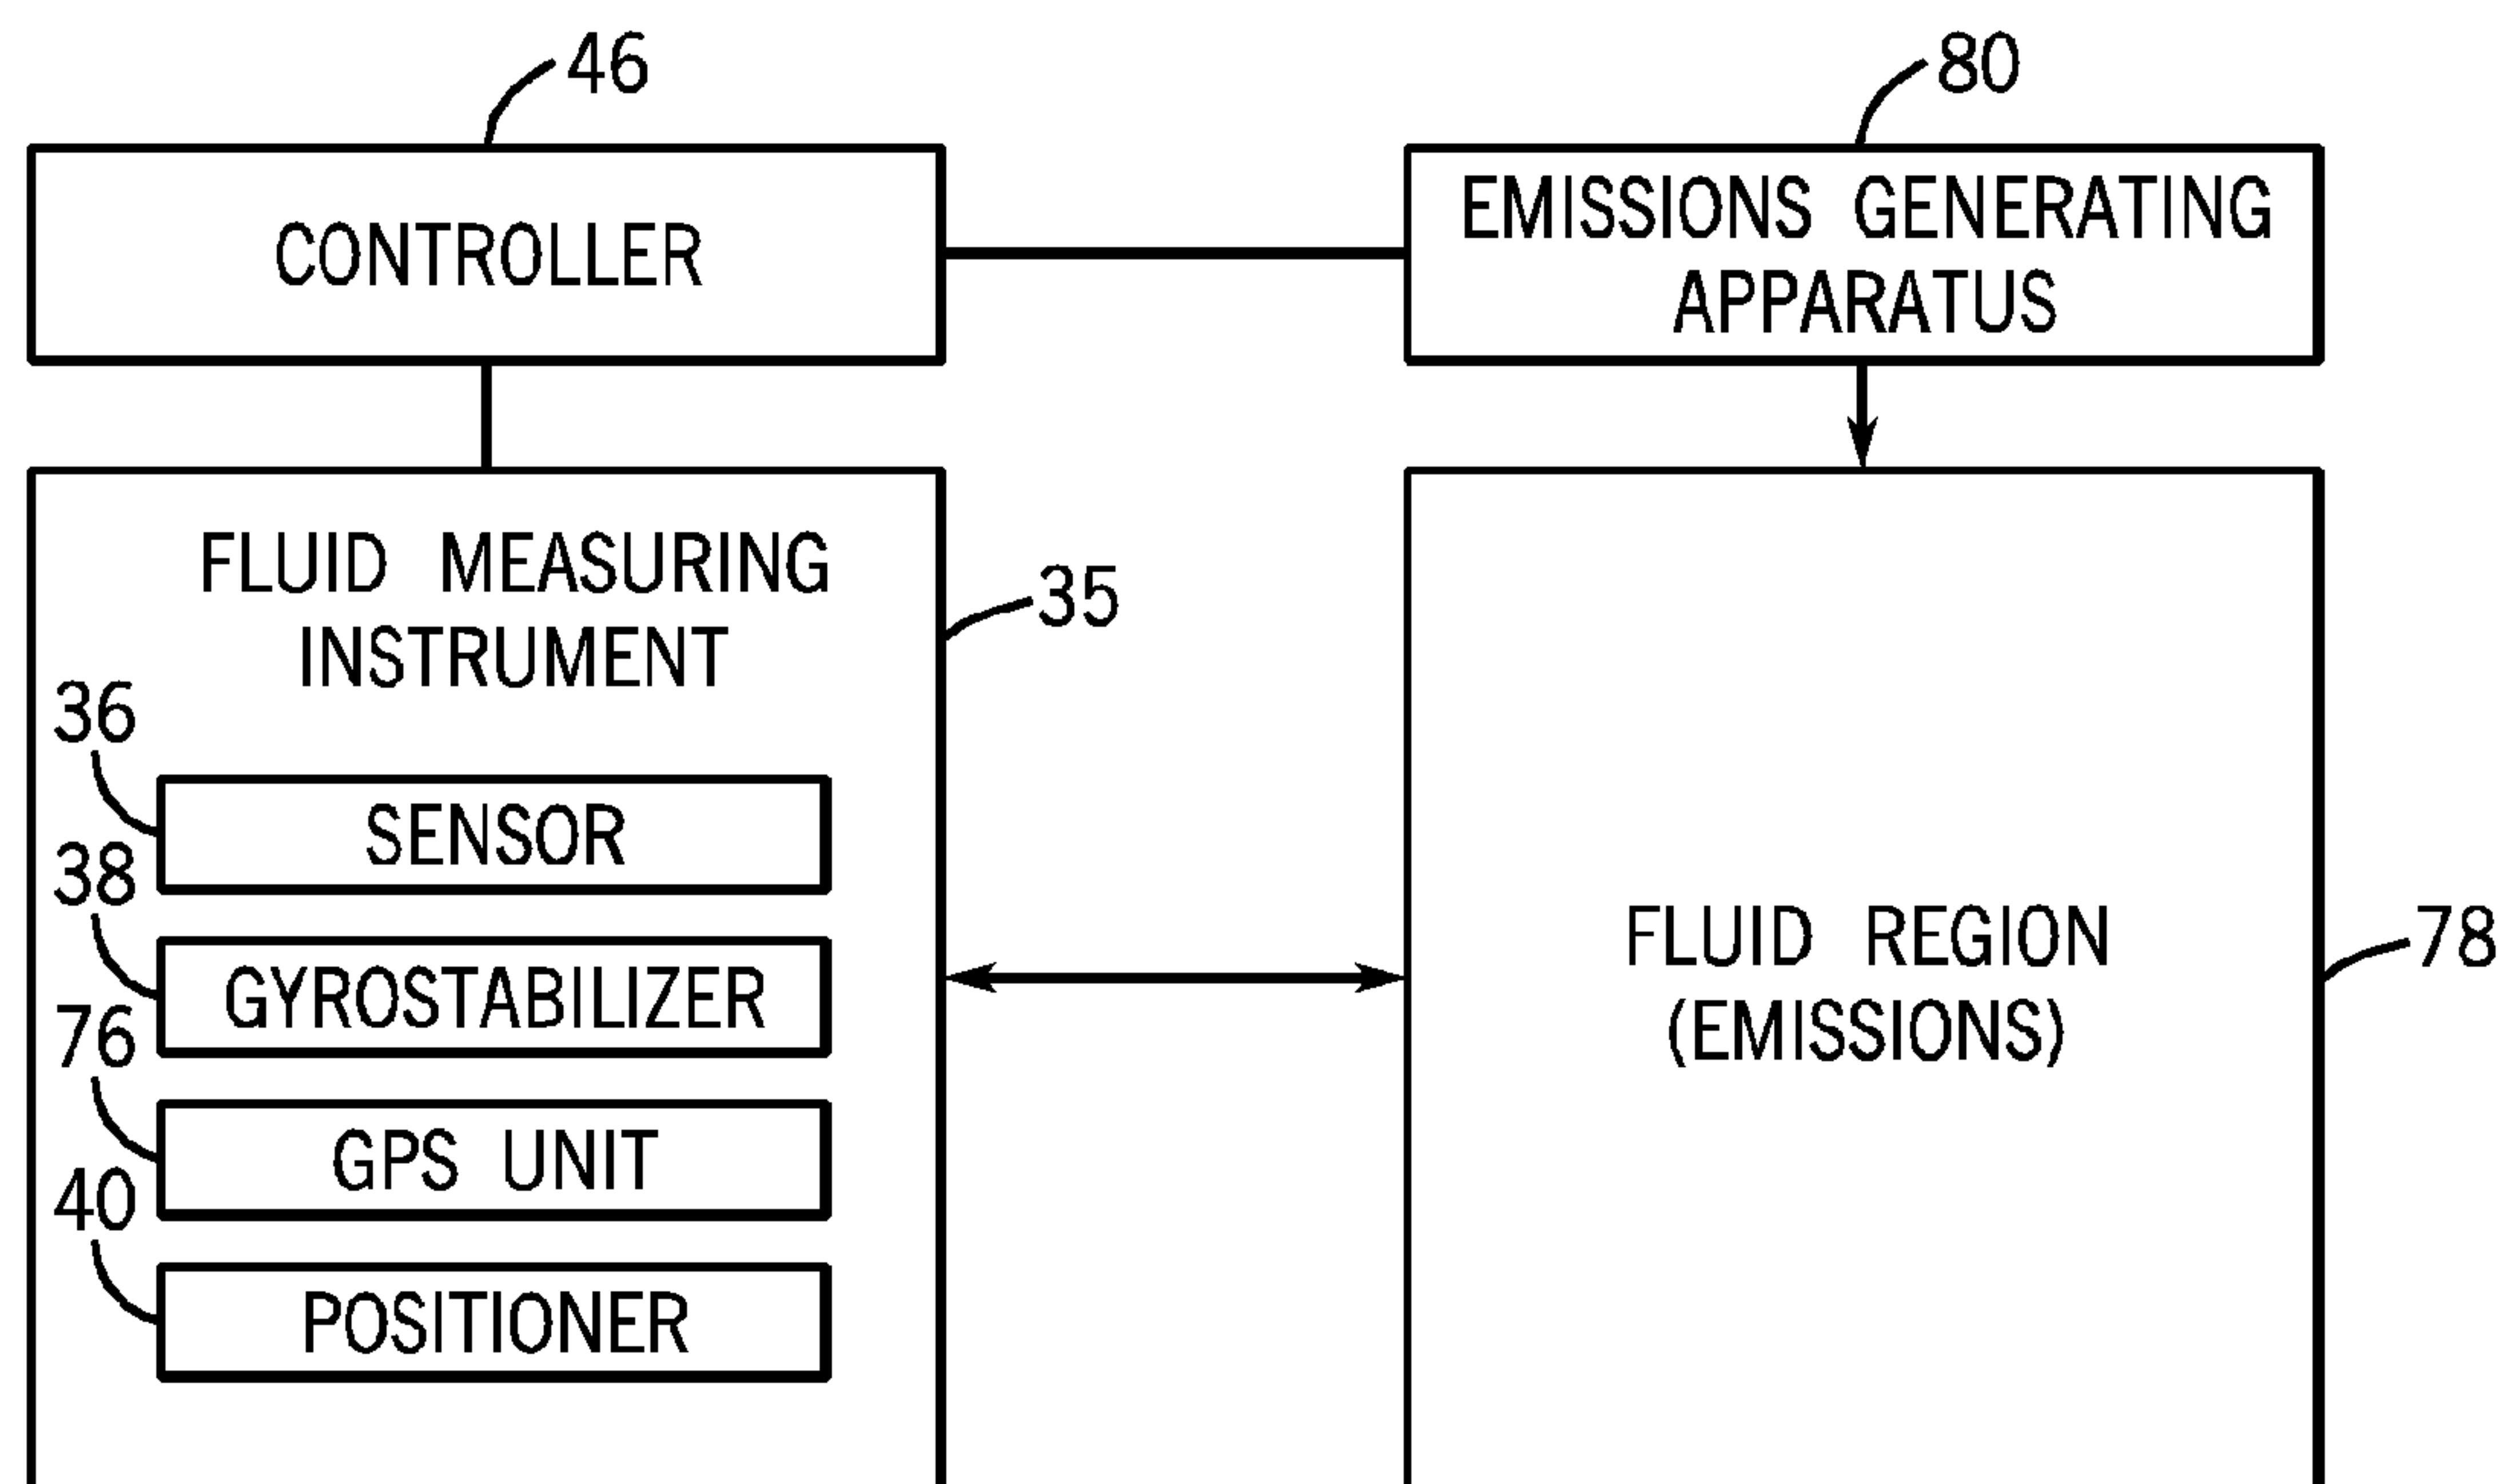 46
80
CONTROLLER
EMISSIONS GENERATING
APPARATUS
FLUID MEASURING
INSTRUMENT
35
36
SENSOR
38
GYROSTABILIZER
76
GPS UNIT
40
POSITIONER
FLUID REGION
(EMISSIONS)
78